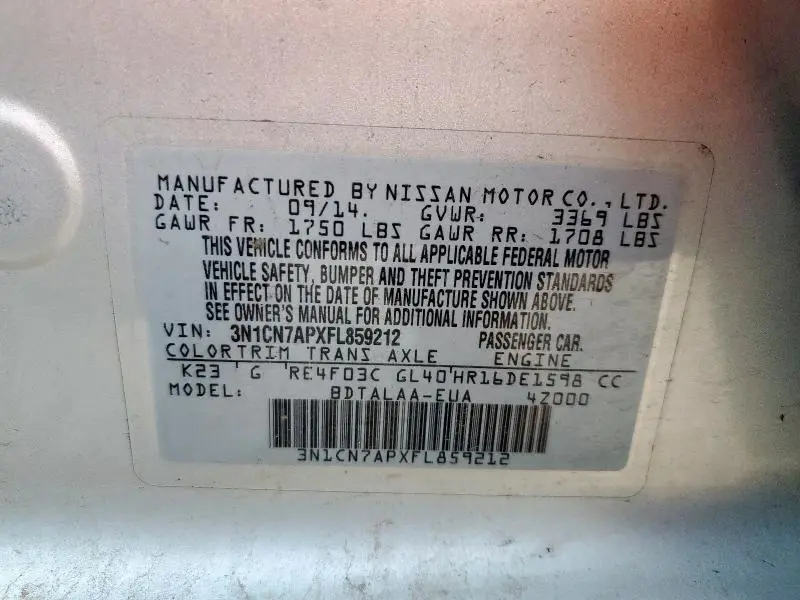 MANUFACTURED BY NISSAN MOTOR CO., LTD.
DATE: 09/14. GVWR: 3369 LBS
GAWR FR: 1750 LBS GAWR RR: 1708 LBS
THIS VEHICLE CONFORMS TO ALL APPLICABLE FEDERAL MOTOR
VEHICLE SAFETY, BUMPER AND THEFT PREVENTION STANDARDS
IN EFFECT ON THE DATE OF MANUFACTURE SHOWN ABOVE.
SEE OWNER'S MANUAL FOR ADDITIONAL INFORMATION.
VIN: 3N1CN7APXFL859212 PASSENGER CAR.
COLOR TRIM TRANS AXLE ENGINE
K23 G RE4F03C GL40 HR16DE1598 CC
MODEL: BDTALAA-EUA 4Z000
3N1CN7APXFL859212